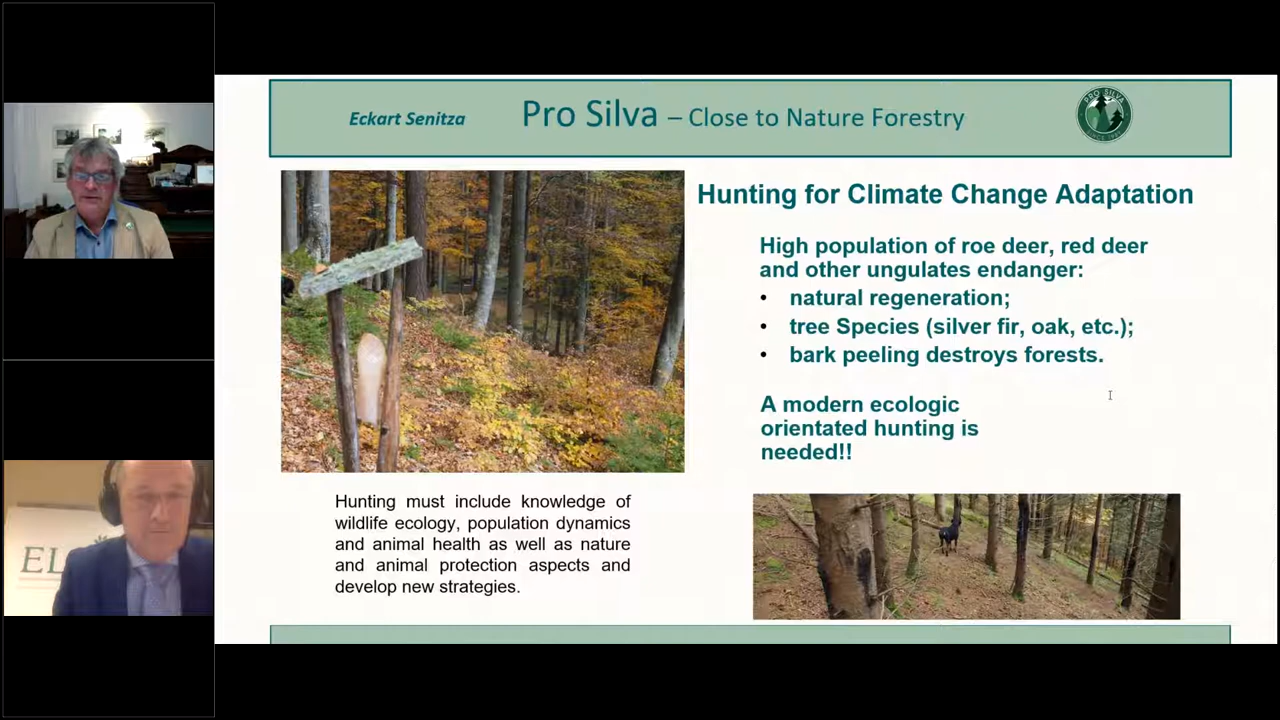 Eckart Senitza
Pro Silva – Close to Nature Forestry
PRO SILVA
Hunting for Climate Change Adaptation
High population of roe deer, red deer
and other ungulates endanger:
• natural regeneration;
• tree Species (silver fir, oak, etc.);
• bark peeling destroys forests.
A modern ecologic
orientated hunting is
needed!!
Hunting must include knowledge of
wildlife ecology, population dynamics
and animal health as well as nature
and animal protection aspects and
develop new strategies.